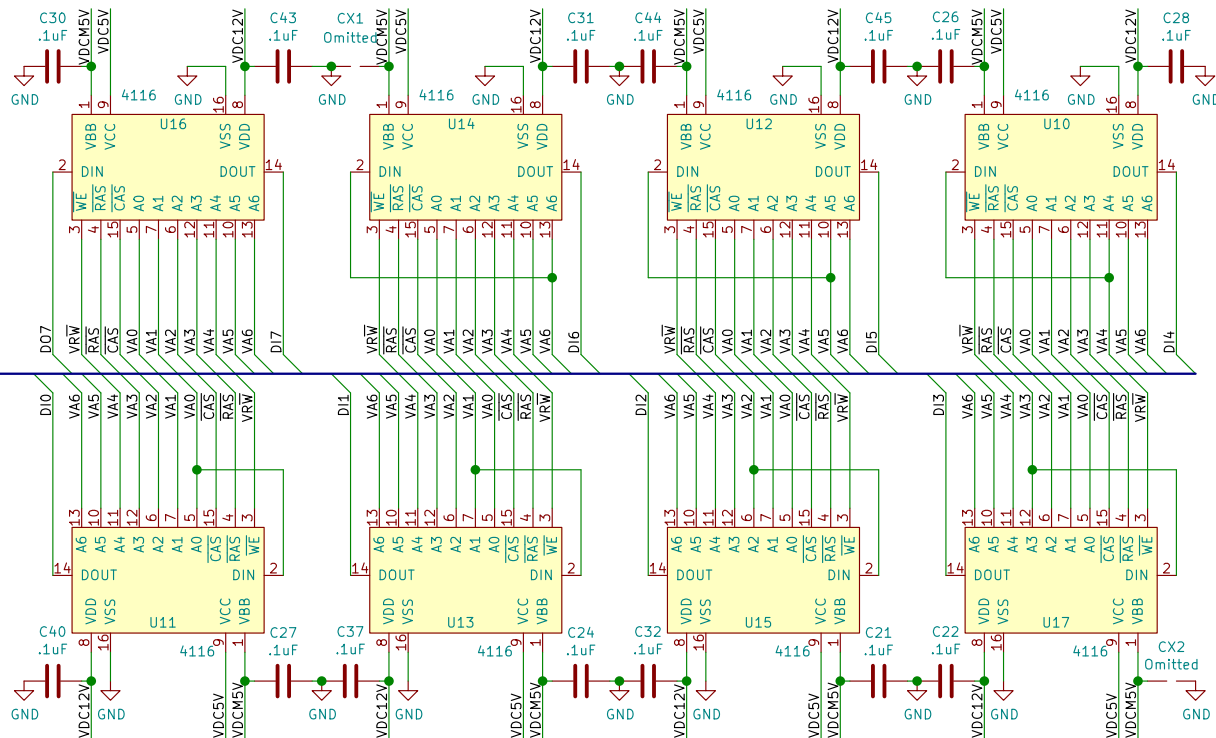 C30
.1uF
GND
VDCM5V
VDC5V
VDC12V
C43
.1uF
GND
GND
CX1
Omitted
VDCM5V
VDC5V
GND
VDC12V
C31
.1uF
GND
C44
.1uF
VDCM5V
VDC5V
GND
VDC12V
C45
.1uF
GND
C26
.1uF
VDCM5V
VDC5V
GND
VDC12V
C28
.1uF
GND
1 9 4116 16 8
U16
VBB VCC VSS VDD
2 DIN DOUT 14
WE RAS CAS A0 A1 A2 A3 A4 A5 A6
3 4 15 5 7 6 12 11 10 13
DO7 VRW RAS CAS VA0 VA1 VA2 VA3 VA4 VA5 VA6 DI7
1 9 4116 16 8
U14
VBB VCC VSS VDD
2 DIN DOUT 14
WE RAS CAS A0 A1 A2 A3 A4 A5 A6
3 4 15 5 7 6 12 11 10 13
VRW RAS CAS VA0 VA1 VA2 VA3 VA4 VA5 VA6 DI6
1 9 4116 16 8
U12
VBB VCC VSS VDD
2 DIN DOUT 14
WE RAS CAS A0 A1 A2 A3 A4 A5 A6
3 4 15 5 7 6 12 11 10 13
VRW RAS CAS VA0 VA1 VA2 VA3 VA4 VA5 VA6 DI5
1 9 4116 16 8
U10
VBB VCC VSS VDD
2 DIN DOUT 14
WE RAS CAS A0 A1 A2 A3 A4 A5 A6
3 4 15 5 7 6 12 11 10 13
VRW RAS CAS VA0 VA1 VA2 VA3 VA4 VA5 VA6 DI4
DI0 VA6 VA5 VA4 VA3 VA2 VA1 VA0 CAS RAS VRW
13 10 11 12 6 7 5 15 4 3
A6 A5 A4 A3 A2 A1 A0 CAS RAS WE
14 DOUT DIN 2
VDD VSS VCC VBB
U11
8 16 9 1
4116
DI1 VA6 VA5 VA4 VA3 VA2 VA1 VA0 CAS RAS VRW
13 10 11 12 6 7 5 15 4 3
A6 A5 A4 A3 A2 A1 A0 CAS RAS WE
14 DOUT DIN 2
VDD VSS VCC VBB
U13
8 16 4116 9 1
DI2 VA6 VA5 VA4 VA3 VA2 VA1 VA0 CAS RAS VRW
13 10 11 12 6 7 5 15 4 3
A6 A5 A4 A3 A2 A1 A0 CAS RAS WE
14 DOUT DIN 2
VDD VSS VCC VBB
U15
8 16 4116 9 1
DI3 VA6 VA5 VA4 VA3 VA2 VA1 VA0 CAS RAS VRW
13 10 11 12 6 7 5 15 4 3
A6 A5 A4 A3 A2 A1 A0 CAS RAS WE
14 DOUT DIN 2
VDD VSS VCC VBB
U17
8 16 4116 9 1
C40
.1uF
GND
VDC12V
GND
VDC5V
VDCM5V
C27
.1uF
GND
C37
.1uF
VDC12V
GND
VDC5V
VDCM5V
C24
.1uF
GND
C32
.1uF
VDC12V
GND
VDC5V
VDCM5V
C21
.1uF
GND
C22
.1uF
VDC12V
GND
VDC5V
VDCM5V
CX2
Omitted
GND